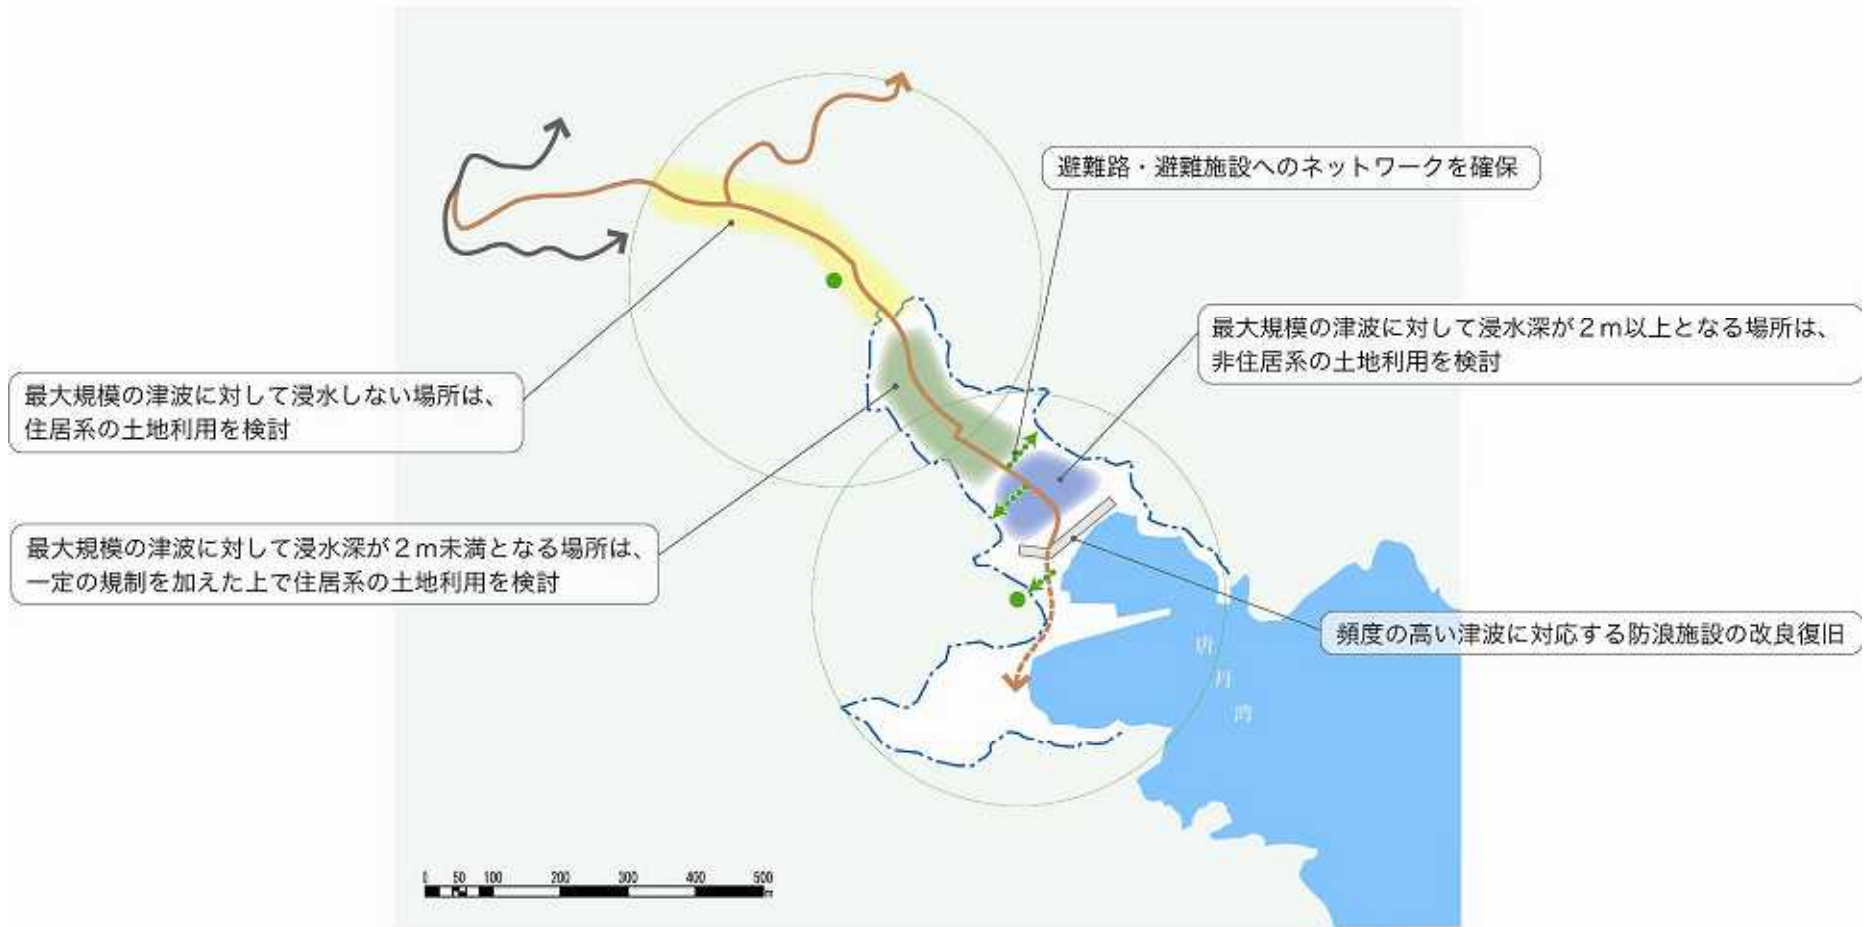 避難路・避難施設へのネットワークを確保
最大規模の津波に対して浸水深が2m以上となる場所は、
非住居系の土地利用を検討
最大規模の津波に対して浸水しない場所は、
住居系の土地利用を検討
最大規模の津波に対して浸水深が2m未満となる場所は、
一定の規制を加えた上で住居系の土地利用を検討
頻度の高い津波に対応する防浪施設の改良復旧
唐丹湾
0 50 100 200 300 400 500
m